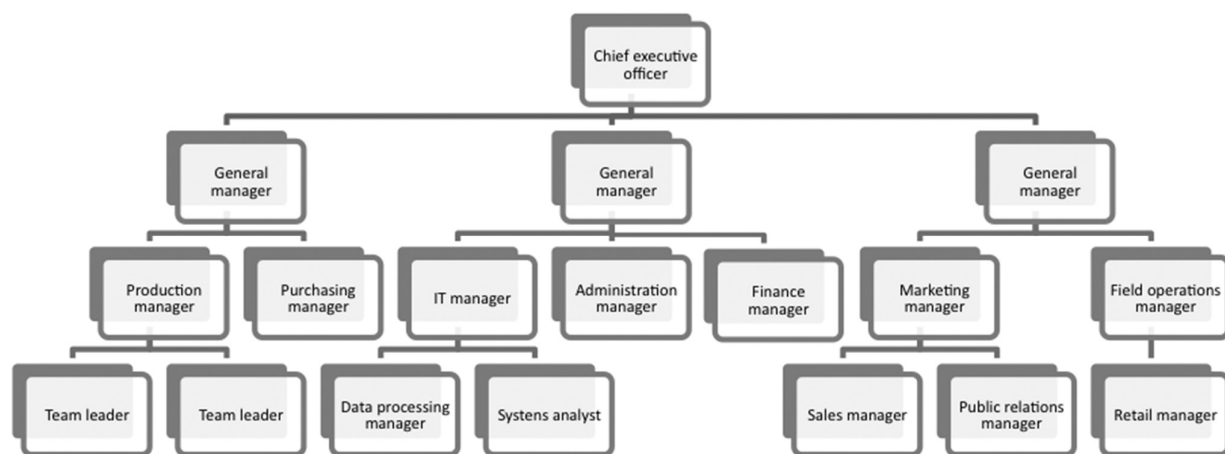 Chief executive
officer
General
manager
General
manager
General
manager
Production
manager
Purchasing
manager
IT manager
Administration
manager
Finance
manager
Marketing
manager
Field operations
manager
Team leader
Team leader
Data processing
manager
Systens analyst
Sales manager
Public relations
manager
Retail manager